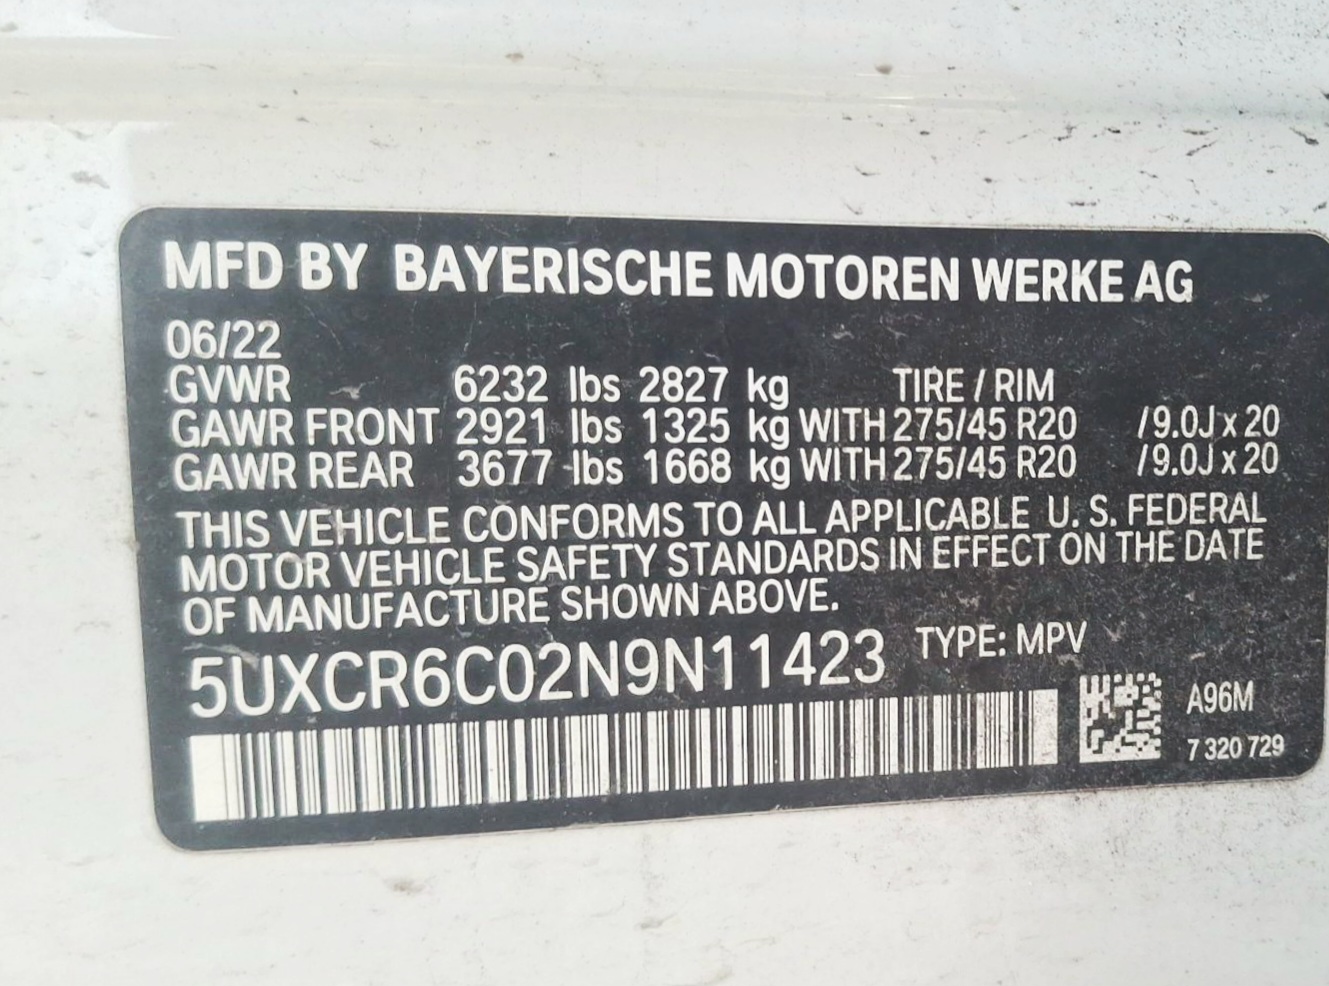 MFD BY BAYERISCHE MOTOREN WERKE AG
06/22
GVWR 6232 lbs 2827 kg TIRE / RIM
GAWR FRONT 2921 lbs 1325 kg WITH 275/45 R20 /9.0J x 20
GAWR REAR 3677 lbs 1668 kg WITH 275/45 R20 /9.0J x 20
THIS VEHICLE CONFORMS TO ALL APPLICABLE U. S. FEDERAL
MOTOR VEHICLE SAFETY STANDARDS IN EFFECT ON THE DATE
OF MANUFACTURE SHOWN ABOVE.
5UXCR6C02N9N11423 TYPE: MPV
A96M
7 320 729